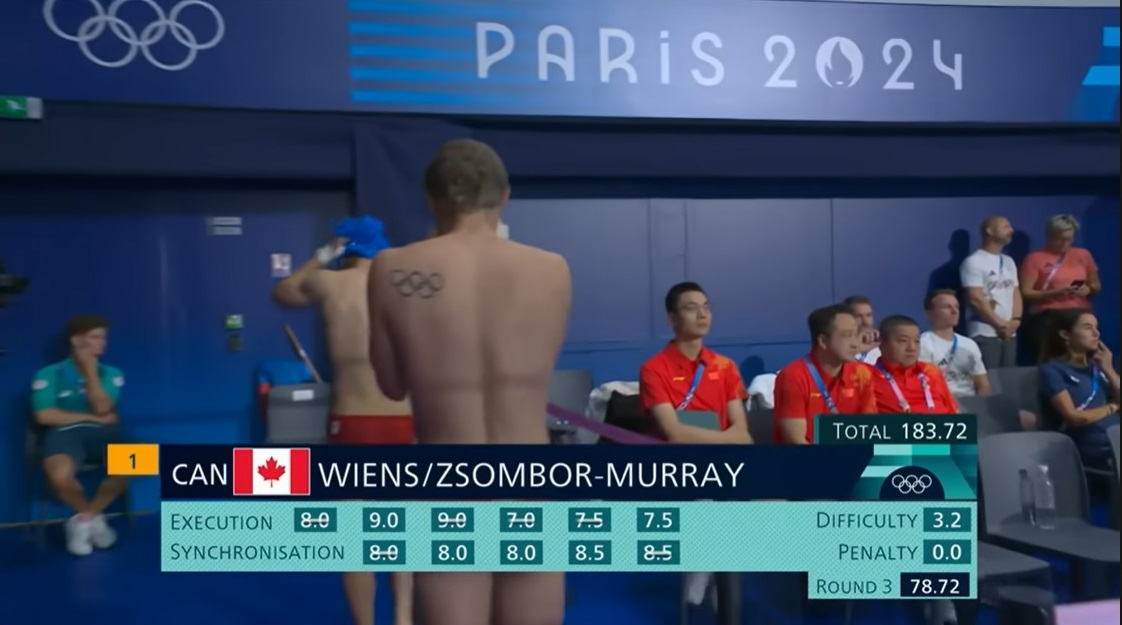 PARIS 2024
TOTAL 183.72
1 CAN WIENS/ZSOMBOR-MURRAY
EXECUTION 8.0 9.0 9.0 7.0 7.5 7.5 DIFFICULTY 3.2
SYNCHRONISATION 8.0 8.0 8.0 8.5 8.5 PENALTY 0.0
ROUND 3 78.72